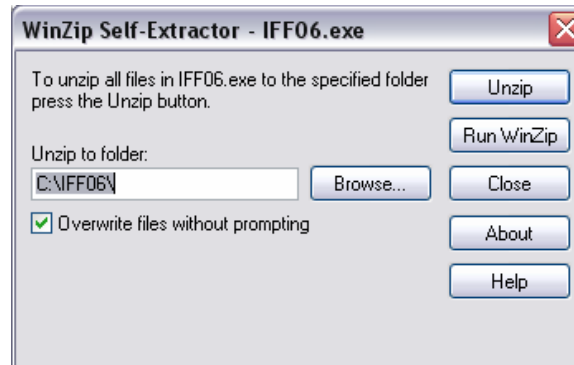 WinZip Self-Extractor - IFF06.exe
To unzip all files in IFF06.exe to the specified folder
press the Unzip button.
Unzip to folder:
C:\IFF06\
Browse...
Overwrite files without prompting
Unzip
Run WinZip
Close
About
Help